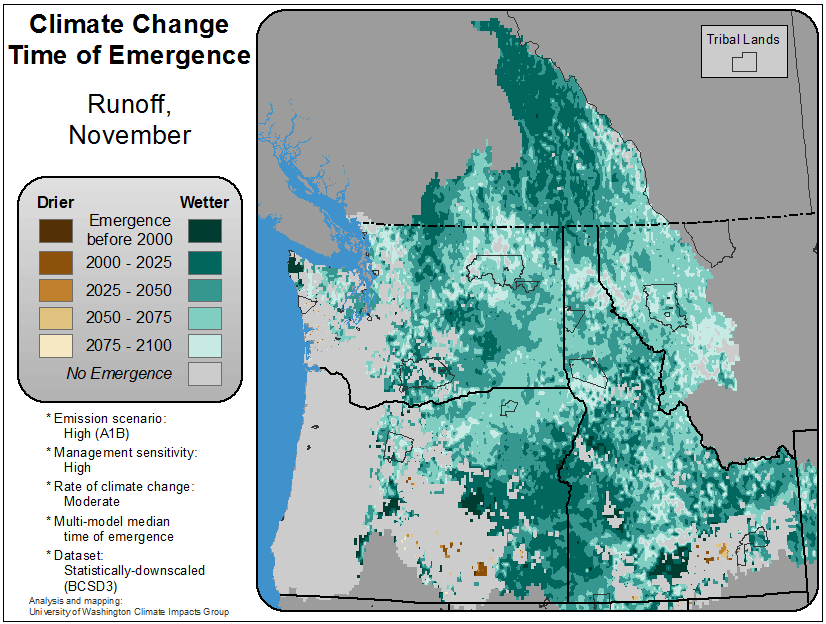 Climate Change
Time of Emergence
Runoff,
November
Drier
Wetter
Emergence
before 2000
2000 - 2025
2025 - 2050
2050 - 2075
2075 - 2100
No Emergence
* Emission scenario:
High (A1B)
* Management sensitivity:
High
* Rate of climate change:
Moderate
* Multi-model median
time of emergence
* Dataset:
Statistically-downscaled
(BCSD3)
Analysis and mapping:
University of Washington Climate Impacts Group
Tribal Lands